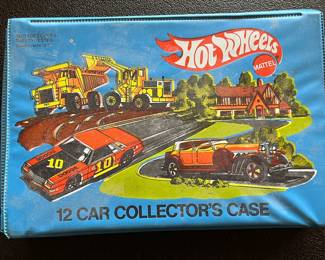 Hot Wheels
MATTEL
10
10
12 CAR COLLECTOR'S CASE